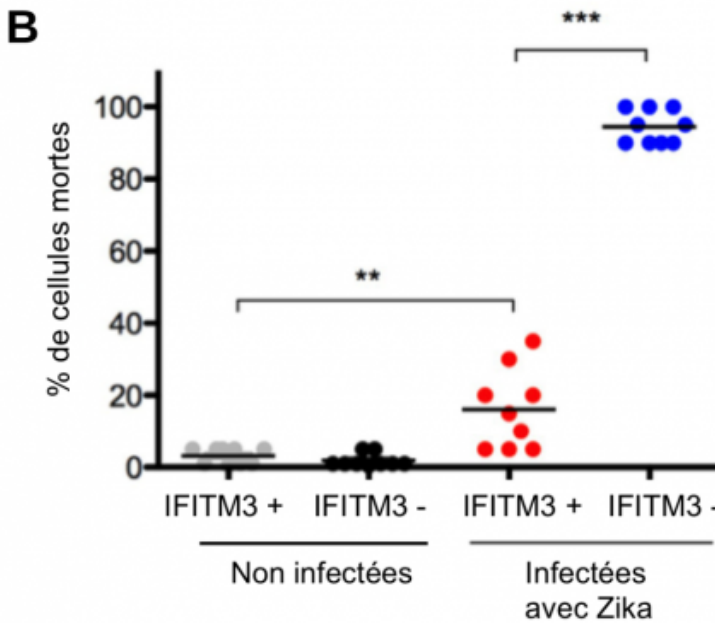 B
***
100
80
60
40
20
0
% de cellules mortes
**
IFITM3 + IFITM3 - IFITM3 + IFITM3 -
Non infectées Infectées
avec Zika